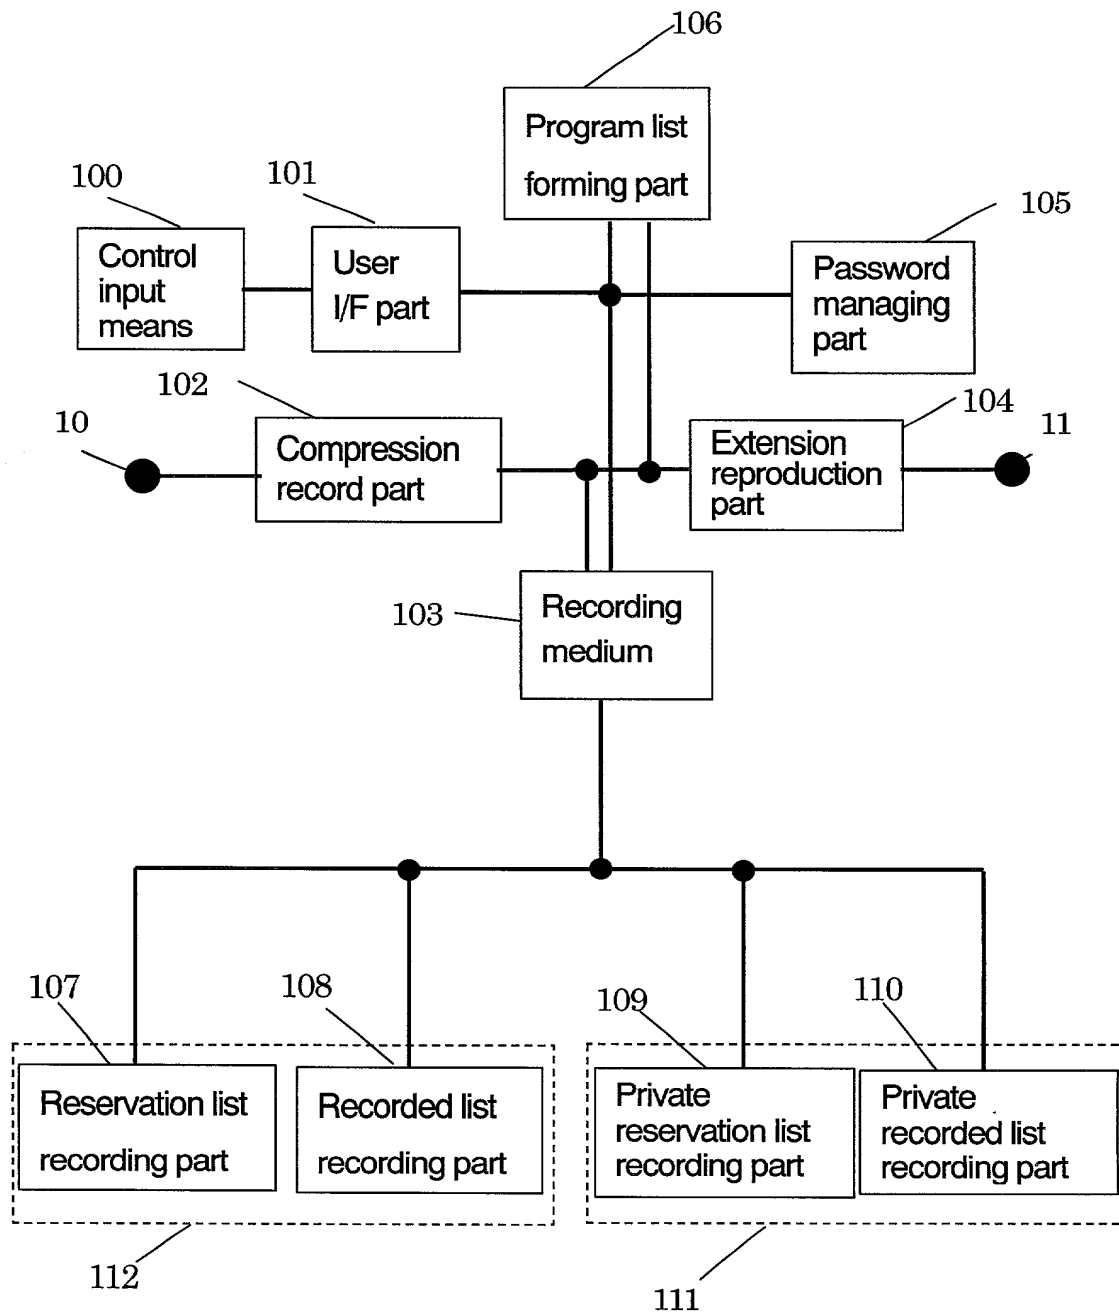 106
Program list
forming part
100
101
105
Control
input
means
User
I/F part
Password
managing
part
102
104
10
11
Compression
record part
Extension
reproduction
part
103
Recording
medium
107
108
109
110
Reservation list
recording part
Recorded list
recording part
Private
reservation list
recording part
Private
recorded list
recording part
112
111